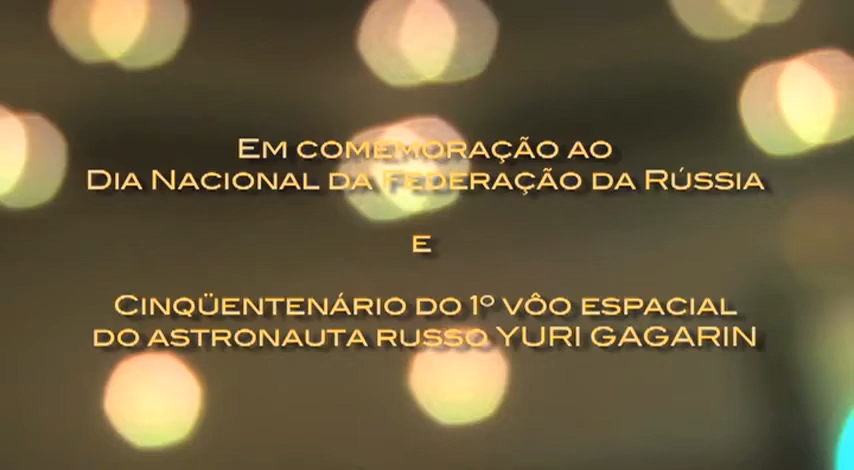 Em comemoração ao
Dia Nacional da Federação da Rússia
e
Cinqüentenário do 1º vôo espacial
do astronauta russo YURI GAGARIN